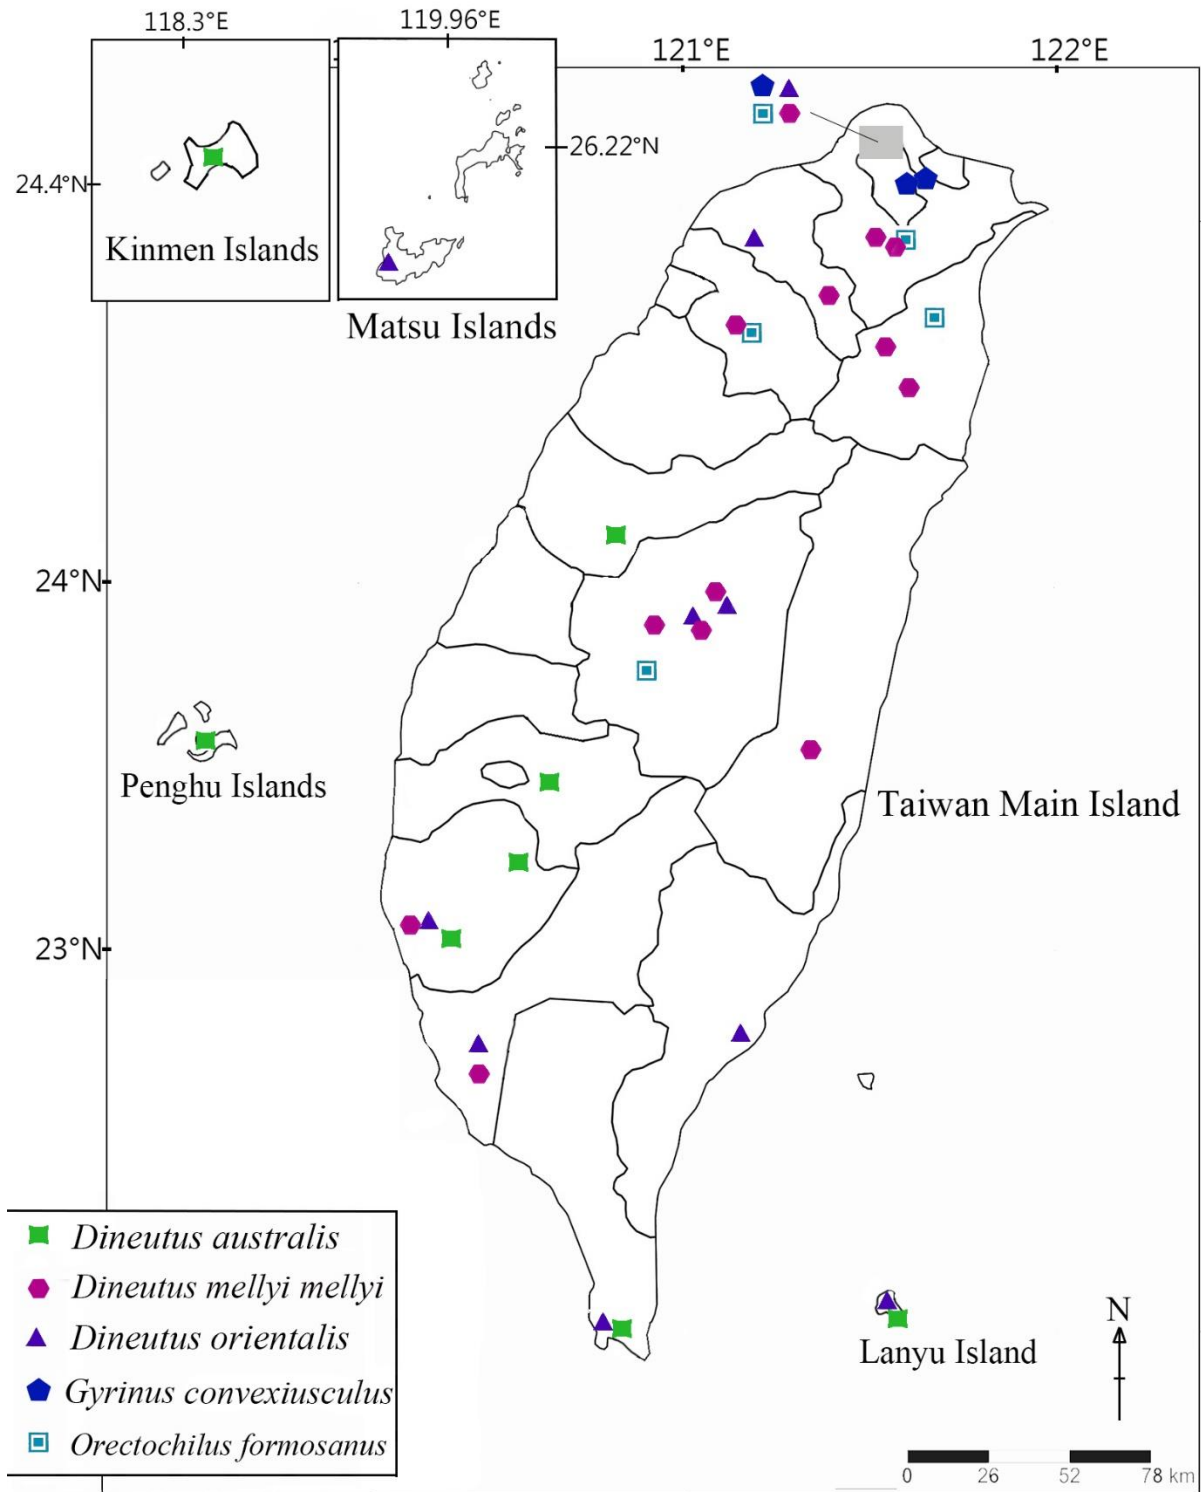 118.3°E
119.96°E
121°E
122°E
26.22°N
24.4°N
Kinmen Islands
Matsu Islands
24°N
Penghu Islands
Taiwan Main Island
23°N
Dineutus australis
Dineutus mellyi mellyi
Dineutus orientalis
Gyrinus convexiusculus
Orectochilus formosanus
Lanyu Island
N
0 26 52 78 km